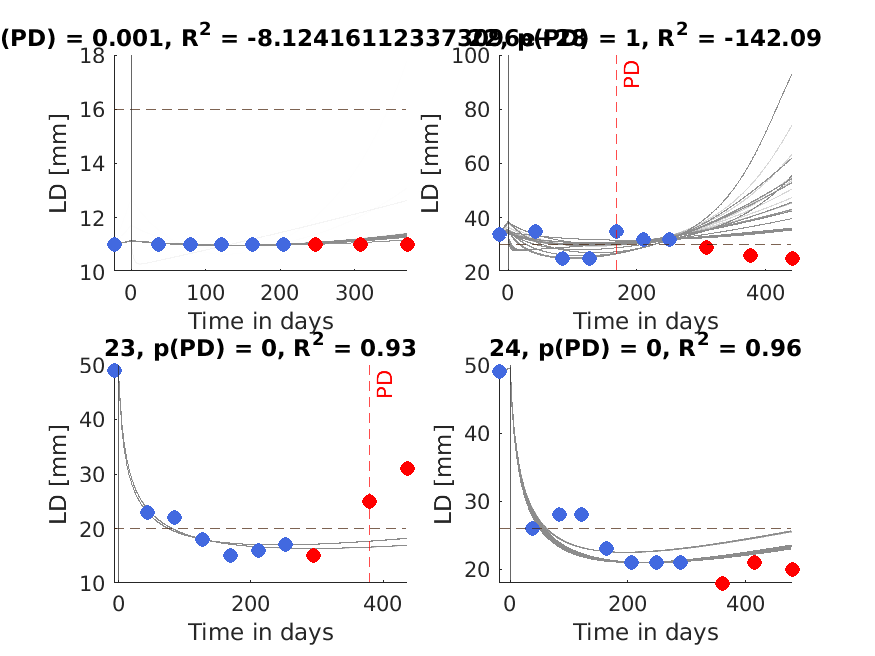 (PD) = 0.001, R² =
= 1, R² = -142.09
18
16
14
12
10
LD [mm]
0
100
200
300
Time in days
100
80
60
40
20
LD [mm]
PD
0
200
400
Time in days
23, p(PD) = 0, R² = 0.93
50
40
30
20
10
LD [mm]
PD
0
200
400
Time in days
24, p(PD) = 0, R² = 0.96
50
40
30
20
LD [mm]
0
200
400
Time in days